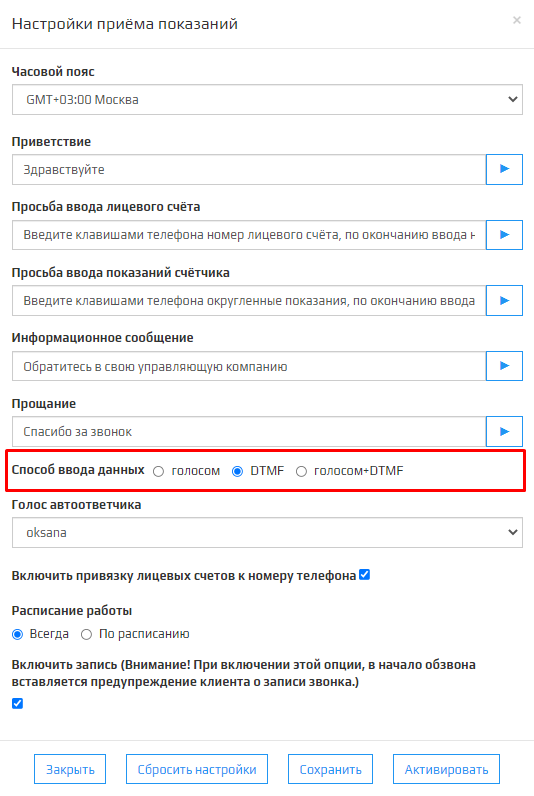 Настройки приёма показаний
×
Часовой пояс
GMT+03:00 Москва
Приветствие
Здравствуйте
Просьба ввода лицевого счёта
Введите клавишами телефона номер лицевого счёта, по окончанию ввода н
Просьба ввода показаний счётчика
Введите клавишами телефона округленные показания, по окончанию ввода
Информационное сообщение
Обратитесь в свою управляющую компанию
Прощание
Спасибо за звонок
Способ ввода данных голосом DTMF голосом+DTMF
Голос автоответчика
oksana
Включить привязку лицевых счетов к номеру телефона
Расписание работы
Всегда По расписанию
Включить запись (Внимание! При включении этой опции, в начало обзвона
вставляется предупреждение клиента о записи звонка.)
Закрыть Сбросить настройки Сохранить Активировать